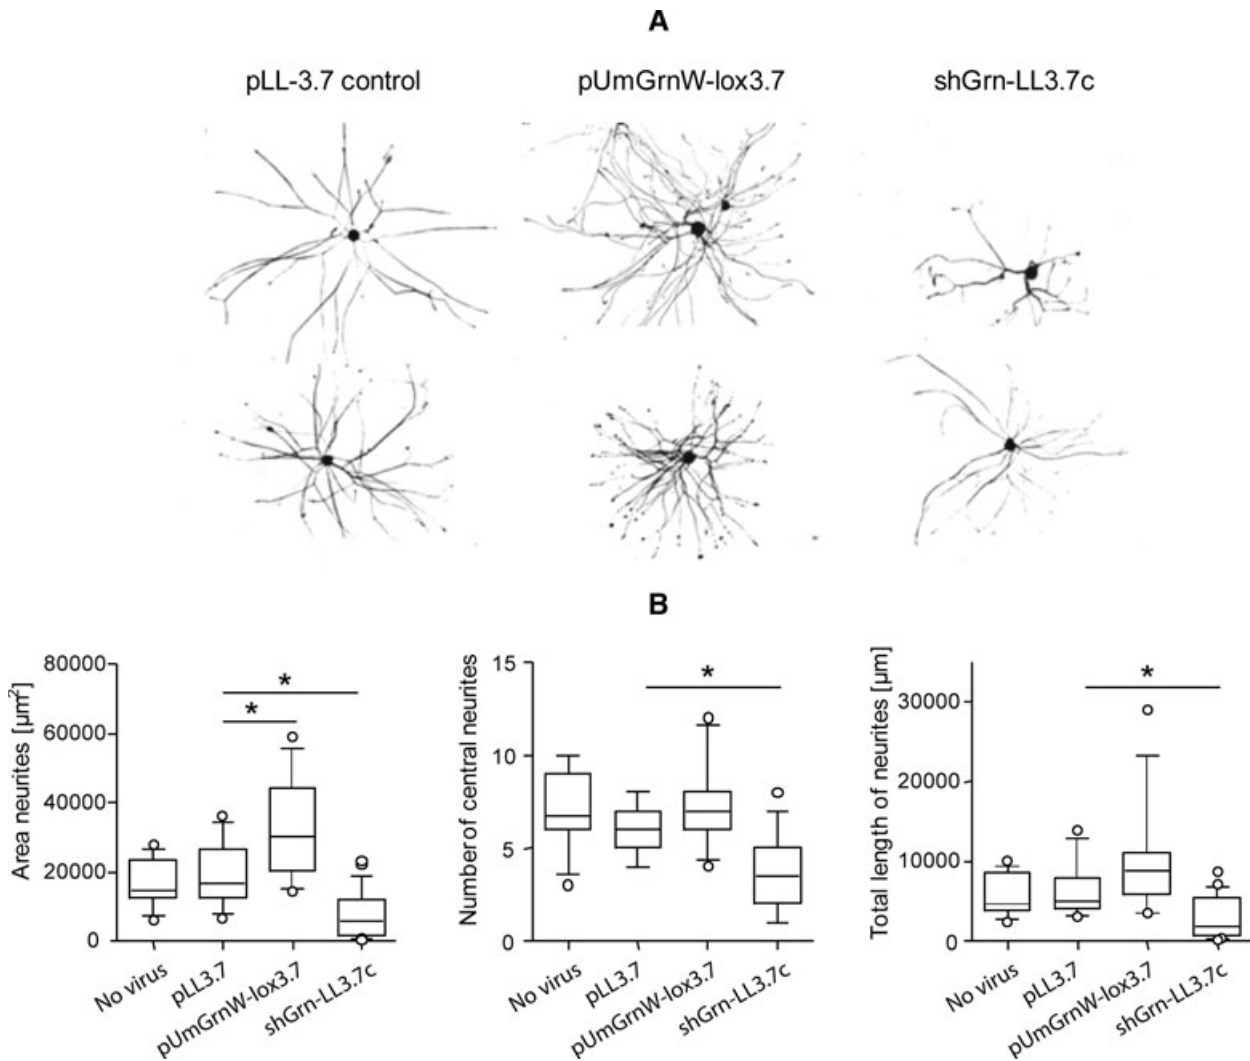 A
pLL-3.7 control
pUmGrnW-lox3.7
shGrn-LL3.7c
B
Area neurites [µm²]
80000
60000
40000
20000
0
*
*
No virus
pLL3.7
pUmGrnW-lox3.7
shGrn-LL3.7c
Number of central neurites
15
10
5
0
*
No virus
pLL3.7
pUmGrnW-lox3.7
shGrn-LL3.7c
Total length of neurites [µm]
30000
20000
10000
0
*
No virus
pLL3.7
pUmGrnW-lox3.7
shGrn-LL3.7c